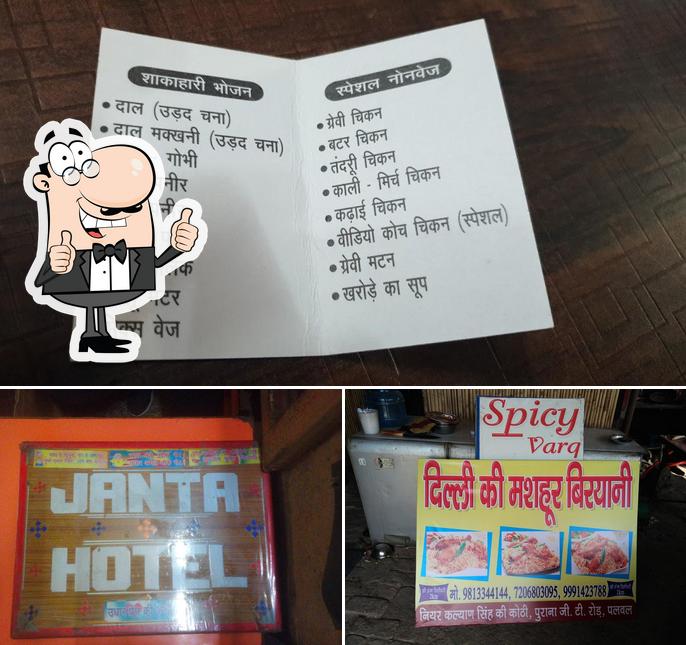 शाकाहारी भोजन
दाल (उड़द चना)
दाल मक्खनी (उड़द चना)
गोभी
वेज
स्पेशल नोनवेज
ग्रेवी चिकन
बटर चिकन
तंदरूी चिकन
काली - मिर्च चिकन
कढ़ाई चिकन
वीडियो कोच चिकन (स्पेशल)
ग्रेवी मटन
खरोड़े का सूप
JANTA
HOTEL
Spicy
Varq
दिल्ली की मशहूर बिरयानी
मो. 9813344144, 7206803095, 9991423788
नियर कल्याण सिंह की कोठी, पुराना जी. टी. रोड़, पलवल